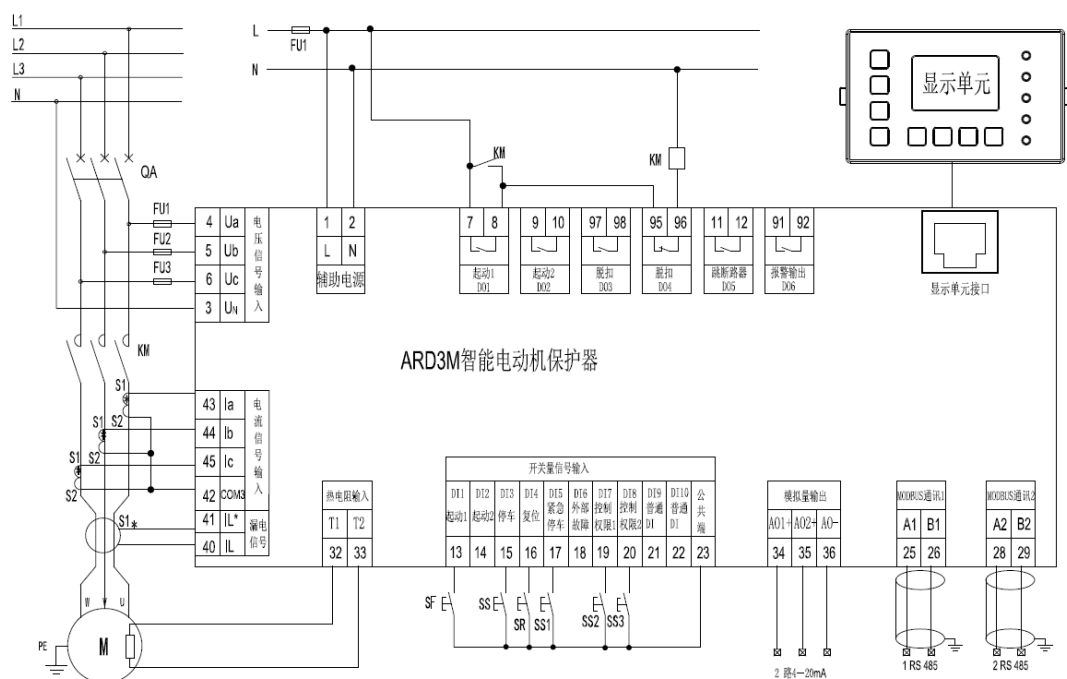 L1
L2
L3
N
L
FU1
N
显示单元
QA
KM
KM
FU1
FU2
FU3
4 Ua
5 Ub
6 Uc
3 UN
电压信号输入
1 2
L N
辅助电源
7 8
起动1
DO1
9 10
起动2
DO2
97 98
脱扣
DO3
95 96
脱扣
DO4
11 12
跳断路器
DO5
91 92
报警输出
DO6
显示单元接口
ARD3M智能电动机保护器
KM
S1
S2
S1
S2
S1
S2
43 Ia
44 Ib
45 Ic
42 COM3
电流信号输入
41 IL*
40 IL
漏电信号
S1*
热电阻输入
T1 T2
32 33
开关量信号输入
DI1 起动1
DI2 起动2
DI3 停车
DI4 复位
DI5 紧急停车
DI6 外部故障
DI7 控制权限1
DI8 控制权限2
DI9 普通DI
DI10 普通DI
公共端
13 14 15 16 17 18 19 20 21 22 23
SF
SS
SR
SS1
SS2
SS3
模拟量输出
AO1+ AO2+ AO-
34 35 36
2 路4—20mA
MODBUS通讯1
A1 B1
25 26
1 RS 485
MODBUS通讯2
A2 B2
28 29
2 RS 485
W V U
M
PE